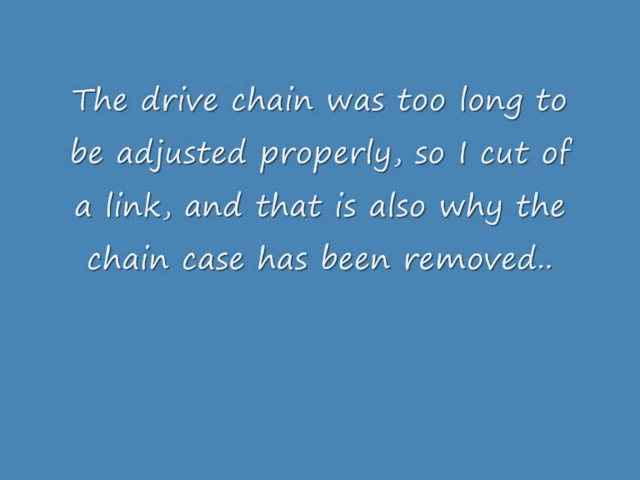 The drive chain was too long to
be adjusted properly, so I cut of
a link, and that is also why the
chain case has been removed..